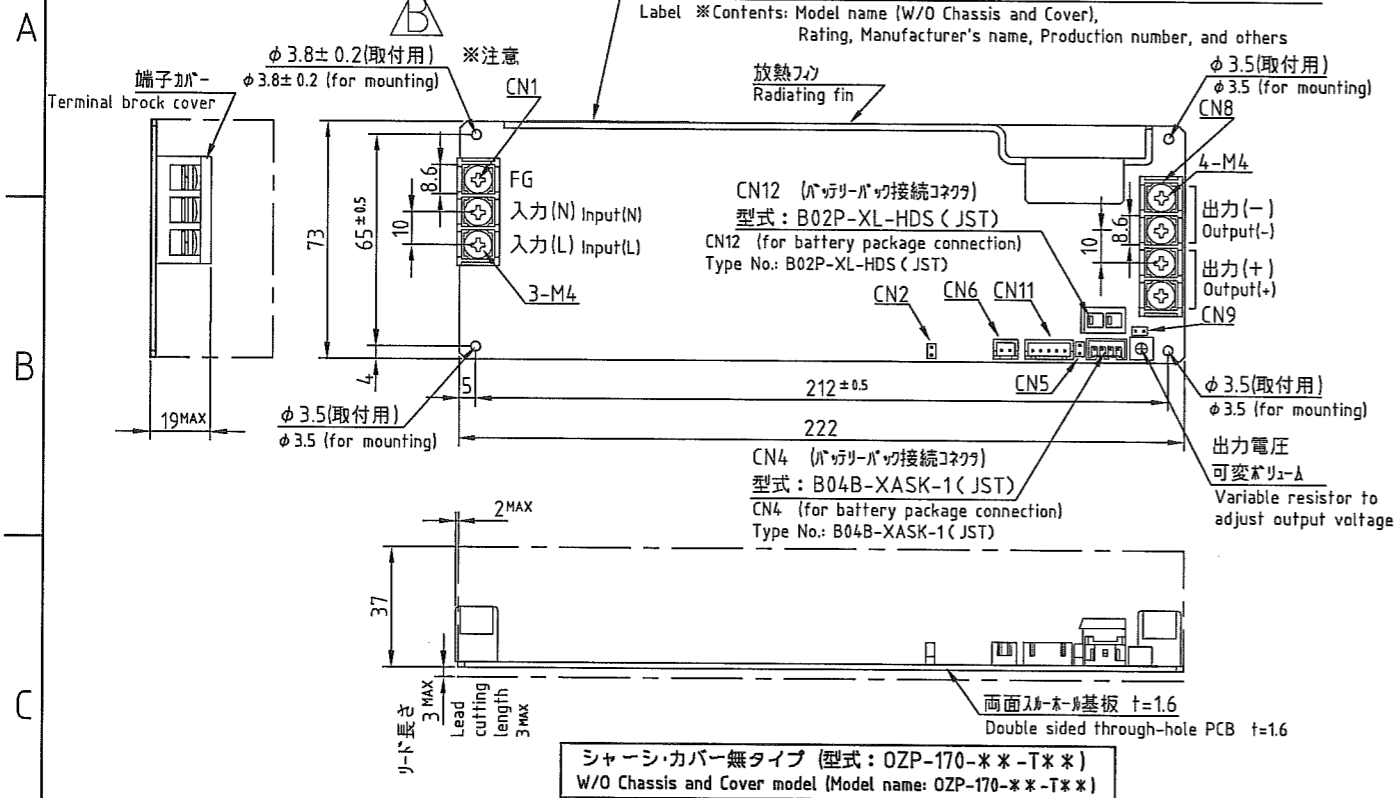 A
B
Label ※Contents: Model name (W/O Chassis and Cover),
Rating, Manufacturer's name, Production number, and others
φ3.8±0.2(取付用) ※注意
φ3.8±0.2 (for mounting)
端子カバー
Terminal brock cover
CN1
放熱フィン
Radiating fin
φ3.5(取付用)
φ3.5 (for mounting)
CN8
4-M4
FG
入力(N) Input(N)
入力(L) Input(L)
3-M4
8.6
10
65±0.5
73
4
5
CN12 (バッテリーパック接続コネクタ)
型式：B02P-XL-HDS(JST)
CN12 (for battery package connection)
Type No.: B02P-XL-HDS(JST)
10
8.6
出力(-)
Output(-)
出力(+)
Output(+)
CN2
CN6
CN11
CN9
CN5
B
19MAX
φ3.5(取付用)
φ3.5 (for mounting)
212±0.5
222
φ3.5(取付用)
φ3.5 (for mounting)
出力電圧
可変ボリューム
Variable resistor to
adjust output voltage
CN4 (バッテリーパック接続コネクタ)
型式：B04B-XASK-1(JST)
CN4 (for battery package connection)
Type No.: B04B-XASK-1(JST)
2MAX
37
C
リード長さ
3 MAX
Lead
cutting
length
3MAX
両面スルーホール基板 t=1.6
Double sided through-hole PCB t=1.6
シャーシ･カバー無タイプ (型式：OZP-170-＊＊-T＊＊)
W/O Chassis and Cover model (Model name: OZP-170-＊＊-T＊＊)